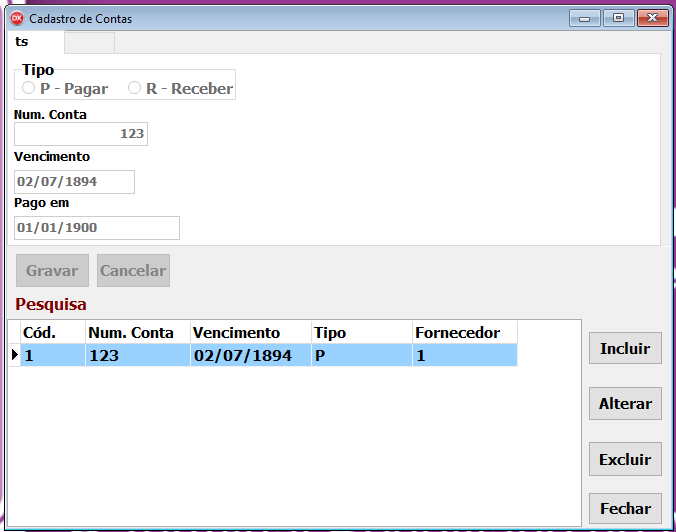 DX Cadastro de Contas
ts
Tipo
P - Pagar R - Receber
Num. Conta
123
Vencimento
02/07/1894
Pago em
01/01/1900
Gravar Cancelar
Pesquisa
Cód. Num. Conta Vencimento Tipo Fornecedor
1 123 02/07/1894 P 1
Incluir
Alterar
Excluir
Fechar